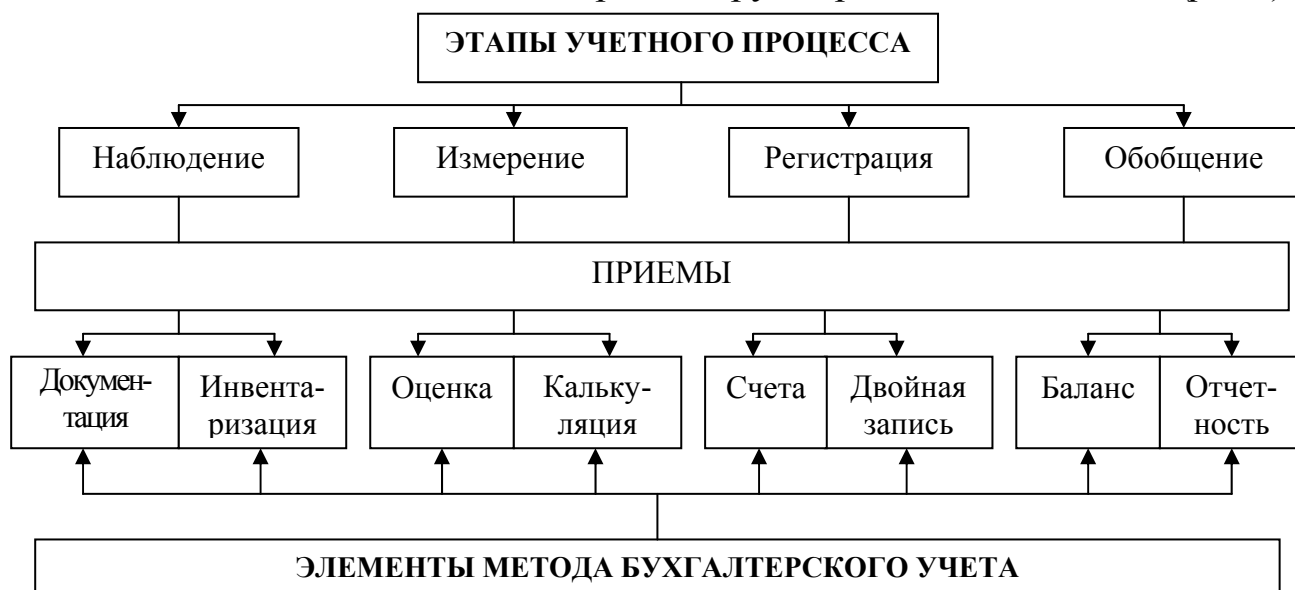 ЭТАПЫ УЧЕТНОГО ПРОЦЕССА
Наблюдение
Измерение
Регистрация
Обобщение
ПРИЕМЫ
Докумен-
тация
Инвента-
ризация
Оценка
Кальку-
ляция
Счета
Двойная
запись
Баланс
Отчет-
ность
ЭЛЕМЕНТЫ МЕТОДА БУХГАЛТЕРСКОГО УЧЕТА